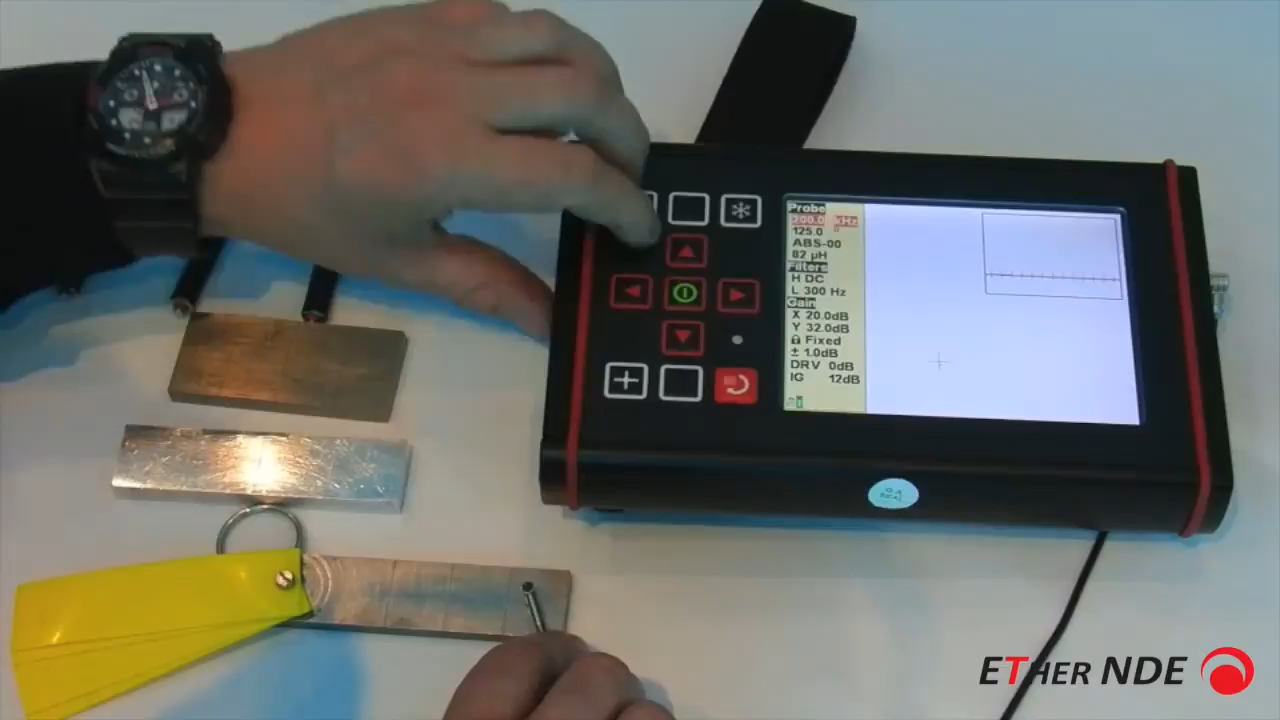 Probe
200.0 KHz
125.0
ABS-00
82 µH
Filters
H DC
L 300 Hz
Gain
X 20.0dB
Y 32.0dB
Fixed
± 1.0dB
DRV 0dB
IG 12dB
ETHER NDE